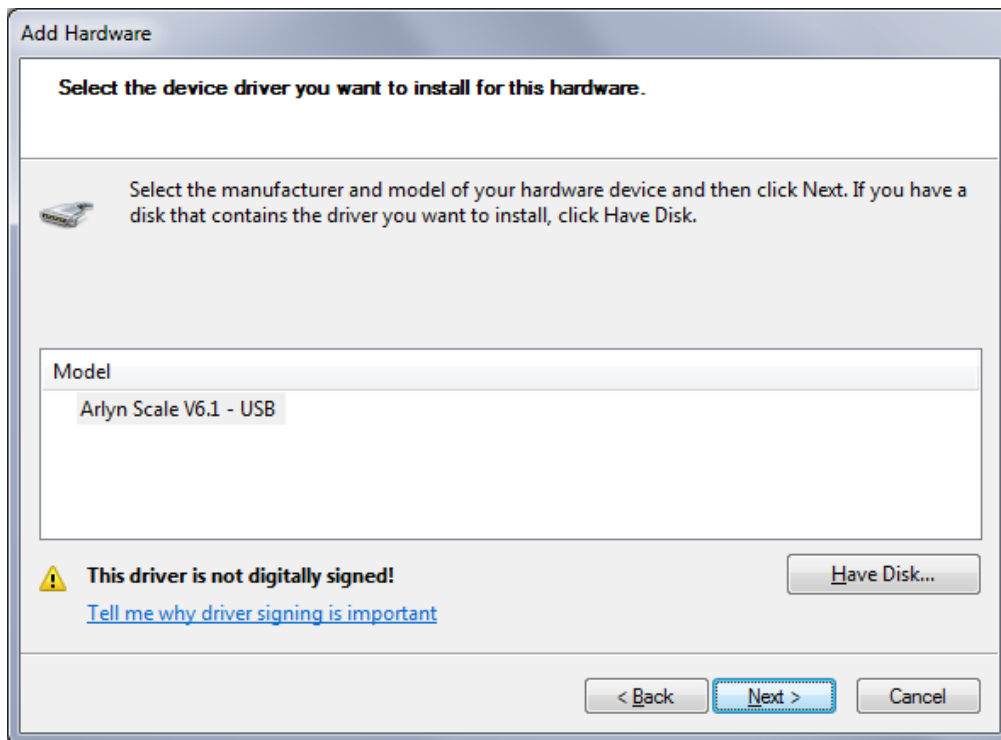 Add Hardware
Select the device driver you want to install for this hardware.
Select the manufacturer and model of your hardware device and then click Next. If you have a
disk that contains the driver you want to install, click Have Disk.
Model
Arlyn Scale V6.1 - USB
This driver is not digitally signed!
Have Disk...
Tell me why driver signing is important
< Back
Next >
Cancel